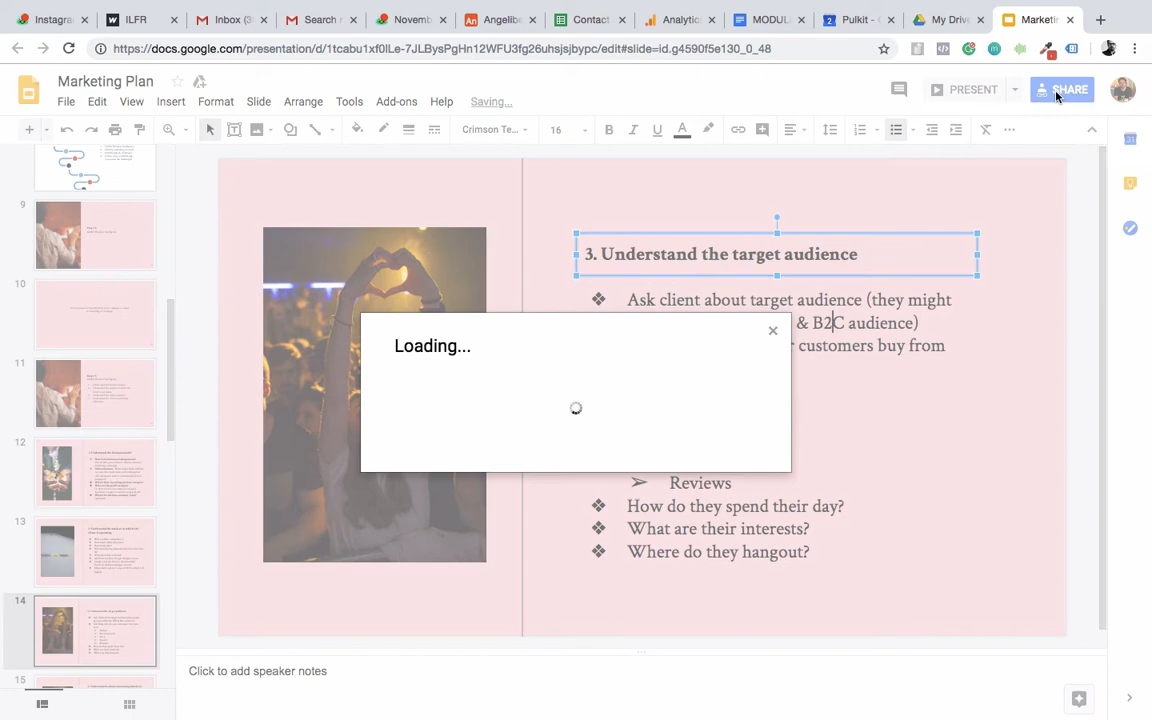 Instagra
ILFR
Inbox (3
Search r
Novemb
Angelibe
Contact
Analytic
MODUL
Pulkit -
My Driv
Marketi
https://docs.google.com/presentation/d/1tcabu1xf0lLe-7JLBysPgHn12WFU3fg26uhsjsjbypc/edit#slide=id.g4590f5e130_0_48
Marketing Plan
PRESENT
SHARE
File Edit View Insert Format Slide Arrange Tools Add-ons Help Saving...
Crimson Te... 16
3. Understand the target audience
Ask client about target audience (they might
& B2C audience)
customers buy from
Loading...
Reviews
How do they spend their day?
What are their interests?
Where do they hangout?
9
10
11
12
13
14
15
Click to add speaker notes